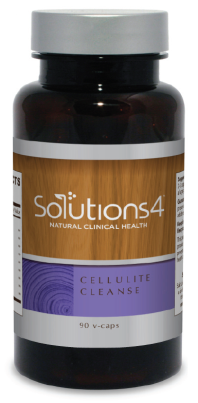 Solutions4
NATURAL CLINICAL HEALTH
CELLULITE
CLEANSE
90 v-caps